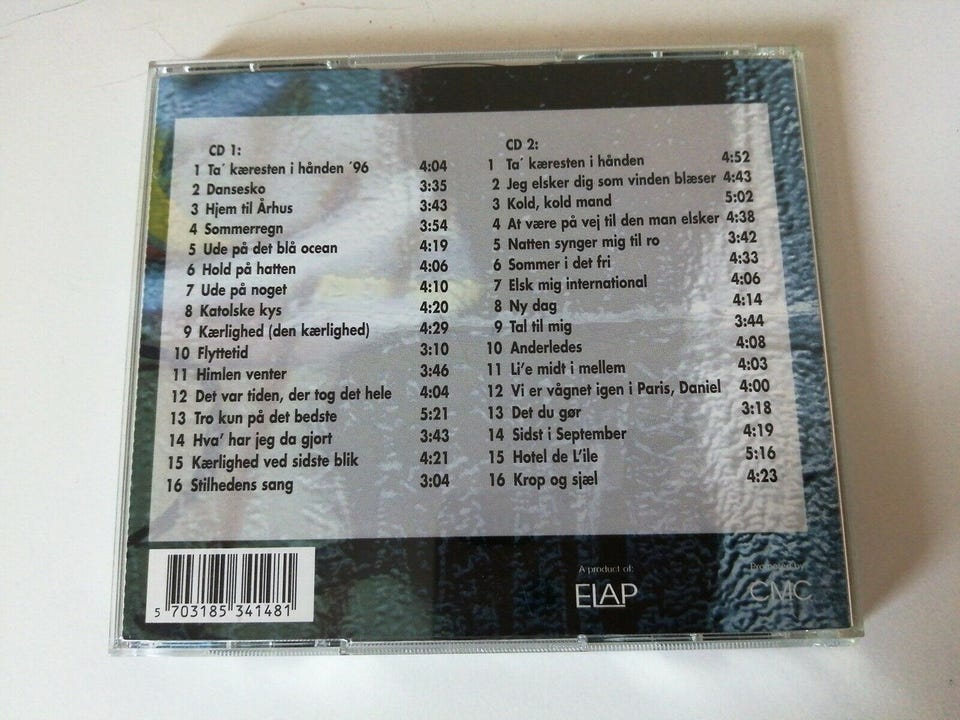 CD 1:
1 Ta´ kæresten i hånden ´96 4:04
2 Dansesko 3:35
3 Hjem til Århus 3:43
4 Sommerregn 3:54
5 Ude på det blå ocean 4:19
6 Hold på hatten 4:06
7 Ude på noget 4:10
8 Katolske kys 4:20
9 Kærlighed (den kærlighed) 4:29
10 Flyttetid 3:10
11 Himlen venter 3:46
12 Det var tiden, der tog det hele 4:04
13 Tro kun på det bedste 5:21
14 Hva’ har jeg da gjort 3:43
15 Kærlighed ved sidste blik 4:21
16 Stilhedens sang 3:04
CD 2:
1 Ta´ kæresten i hånden 4:52
2 Jeg elsker dig som vinden blæser 4:43
3 Kold, kold mand 5:02
4 At være på vej til den man elsker 4:38
5 Natten synger mig til ro 3:42
6 Sommer i det fri 4:33
7 Elsk mig international 4:06
8 Ny dag 4:14
9 Tal til mig 3:44
10 Anderledes 4:08
11 Li’e midt i mellem 4:03
12 Vi er vågnet igen i Paris, Daniel 4:00
13 Det du gør 3:18
14 Sidst i September 4:19
15 Hotel de L’ile 5:16
16 Krop og sjæl 4:23
5 703185 341481
A product of:
ELAP
Promoted by
CMC